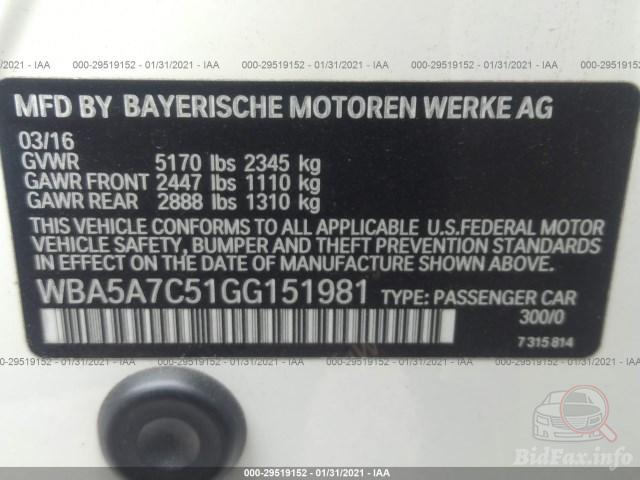 000-29519152 - 01/31/2021 - IAA
MFD BY BAYERISCHE MOTOREN WERKE AG
03/16
GVWR 5170 lbs 2345 kg
GAWR FRONT 2447 lbs 1110 kg
GAWR REAR 2888 lbs 1310 kg
THIS VEHICLE CONFORMS TO ALL APPLICABLE U.S.FEDERAL MOTOR
VEHICLE SAFETY, BUMPER AND THEFT PREVENTION STANDARDS
IN EFFECT ON THE DATE OF MANUFACTURE SHOWN ABOVE.
WBA5A7C51GG151981 TYPE: PASSENGER CAR
300/0
7 315 814
BidFax.info
000-29519152 - 01/31/2021 - IAA